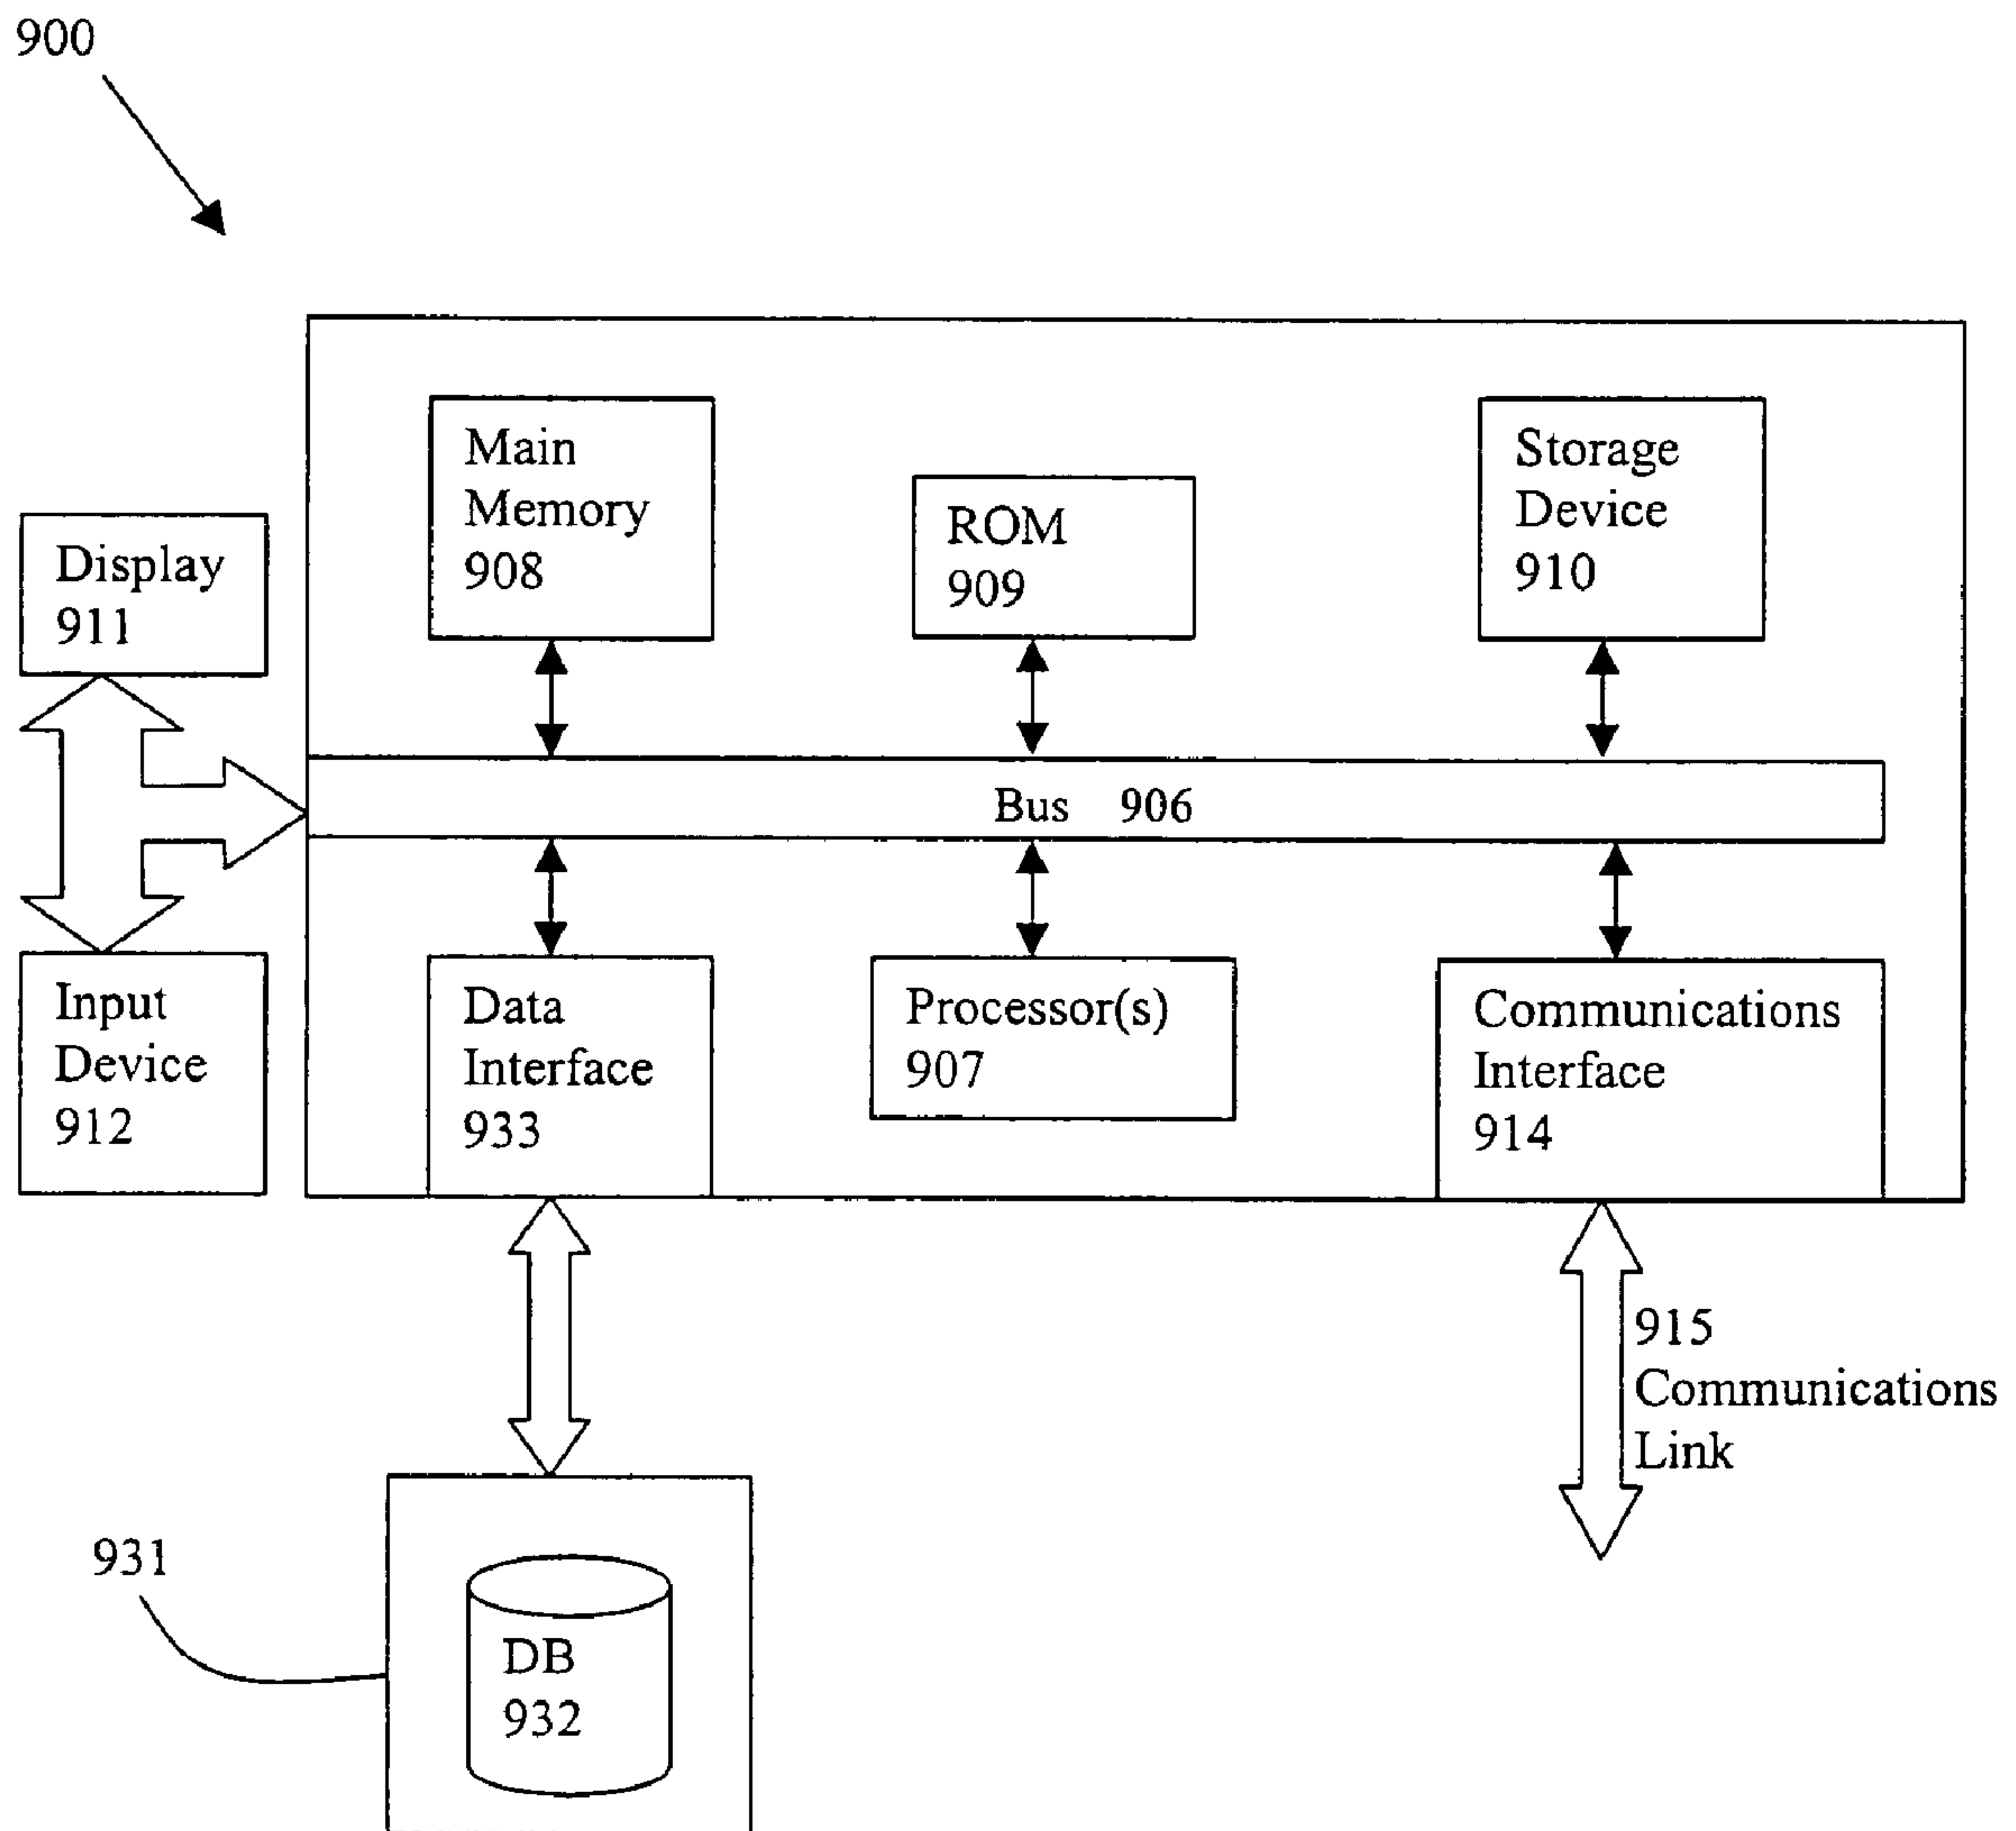 900
Main
Memory
908
ROM
909
Storage
Device
910
Display
911
Bus 906
Input
Device
912
Data
Interface
933
Processor(s)
907
Communications
Interface
914
915
Communications
Link
931
DB
932